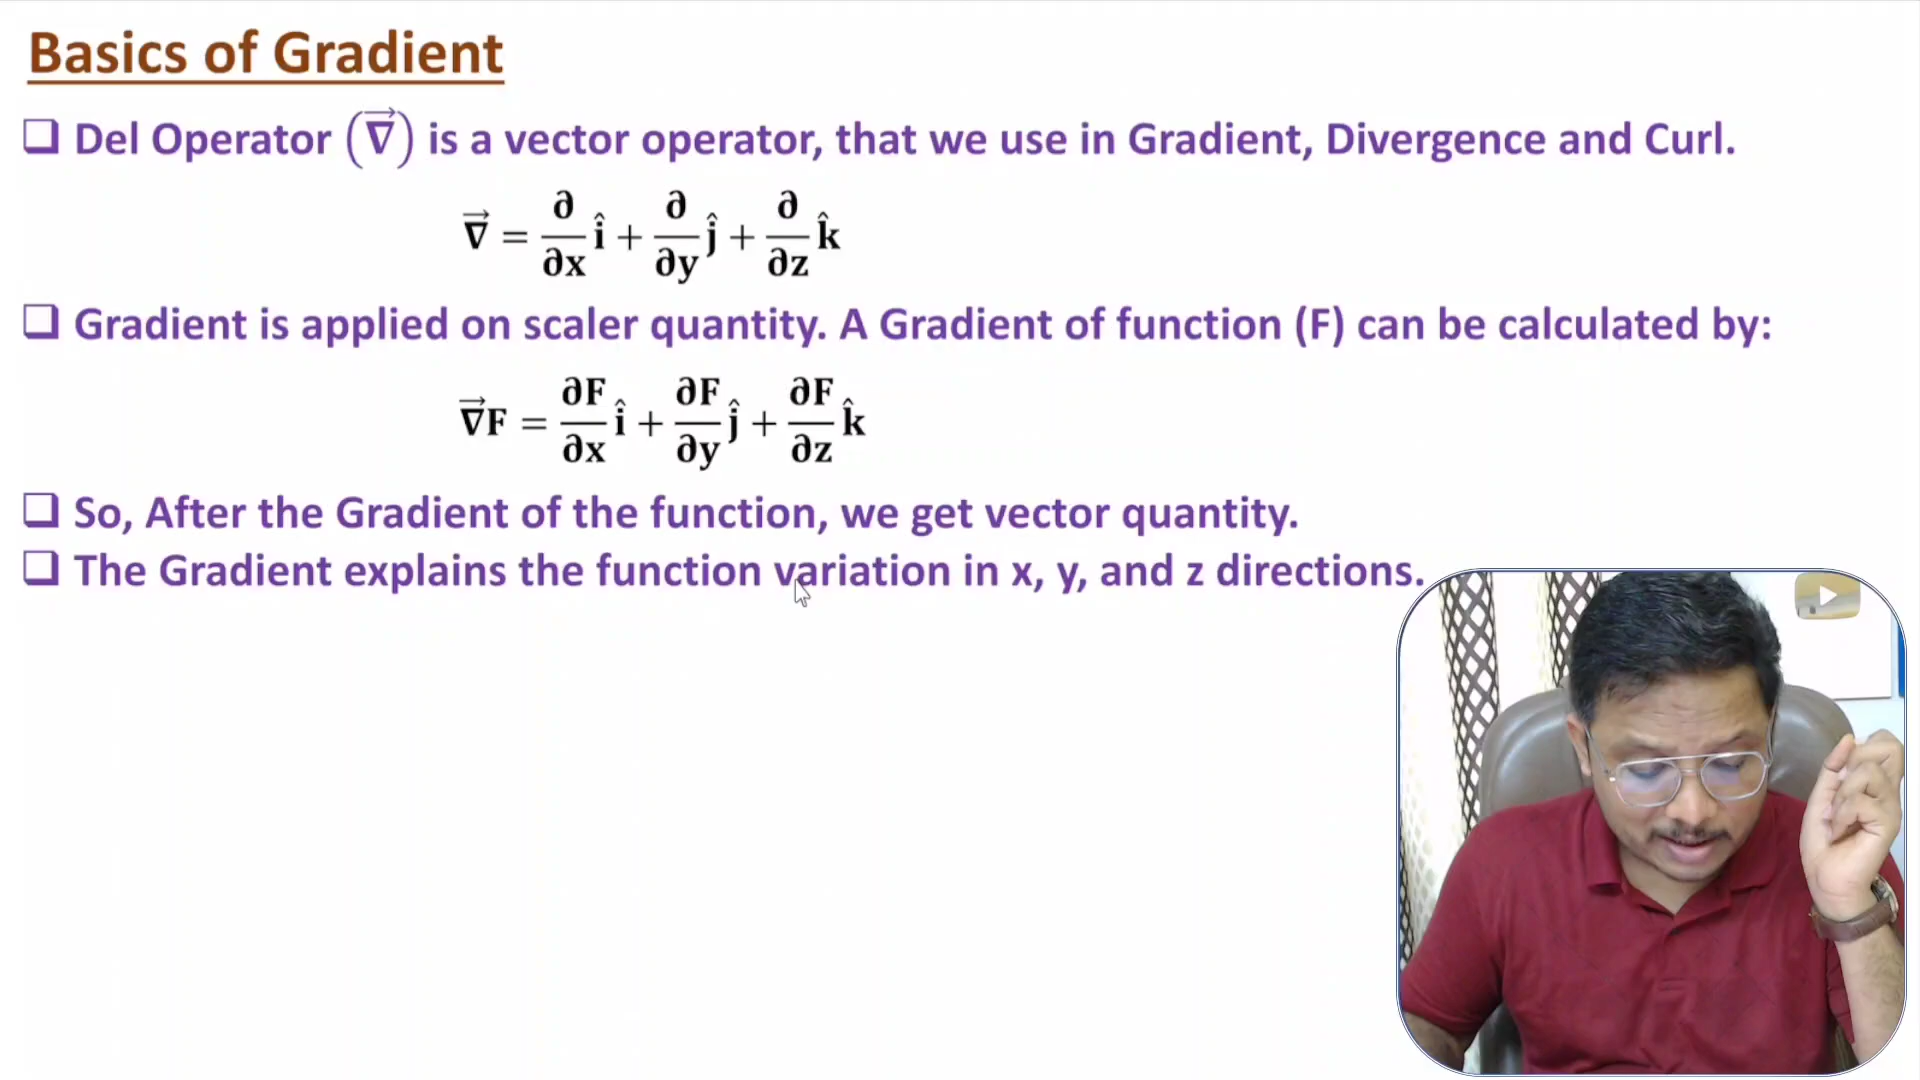 Basics of Gradient
❑ Del Operator (∇⃗) is a vector operator, that we use in Gradient, Divergence and Curl.
∇⃗ = ∂/∂x î + ∂/∂y ĵ + ∂/∂z k̂
❑ Gradient is applied on scaler quantity. A Gradient of function (F) can be calculated by:
∇⃗F = ∂F/∂x î + ∂F/∂y ĵ + ∂F/∂z k̂
❑ So, After the Gradient of the function, we get vector quantity.
❑ The Gradient explains the function variation in x, y, and z directions.